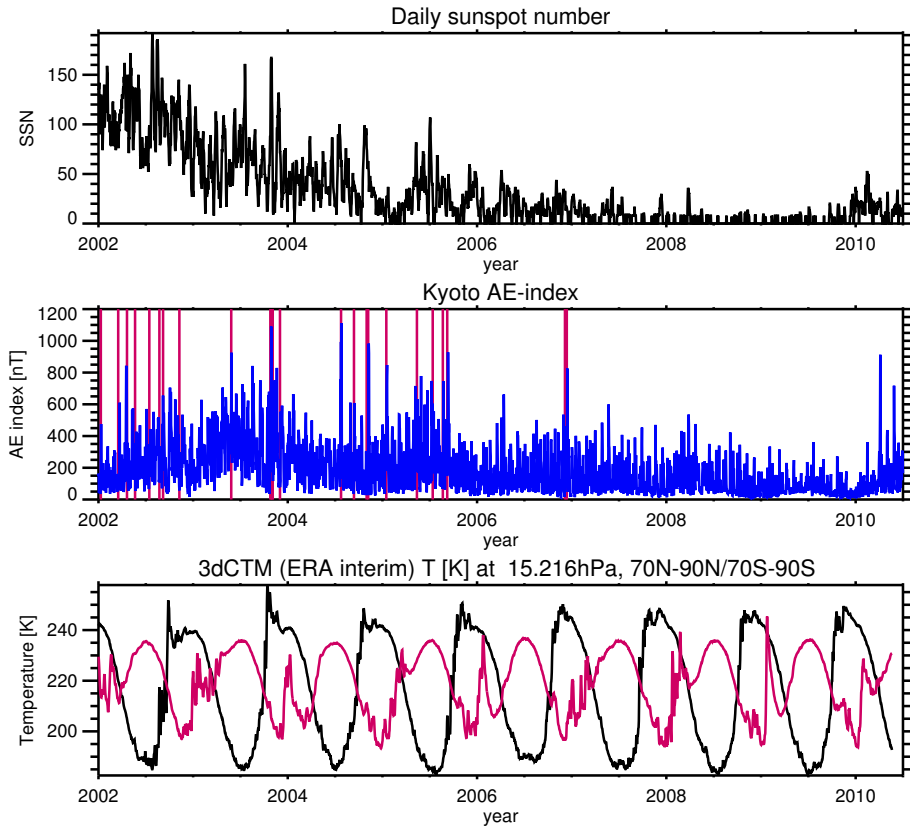 Daily sunspot number
150
100
50
0
SSN
2002 2004 2006 2008 2010
year
Kyoto AE-index
1200
1000
800
600
400
200
0
AE index [nT]
2002 2004 2006 2008 2010
year
3dCTM (ERA interim) T [K] at 15.216hPa, 70N-90N/70S-90S
240
220
200
Temperature [K]
2002 2004 2006 2008 2010
year